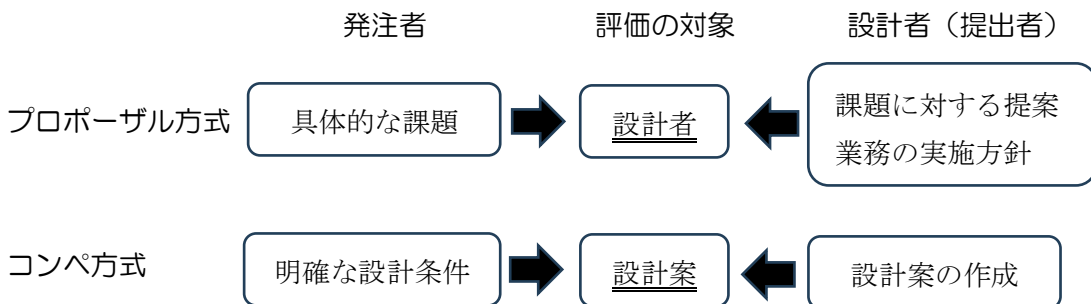 発注者 評価の対象 設計者（提出者）
プロポーザル方式 具体的な課題 設計者 課題に対する提案
業務の実施方針
コンペ方式 明確な設計条件 設計案 設計案の作成